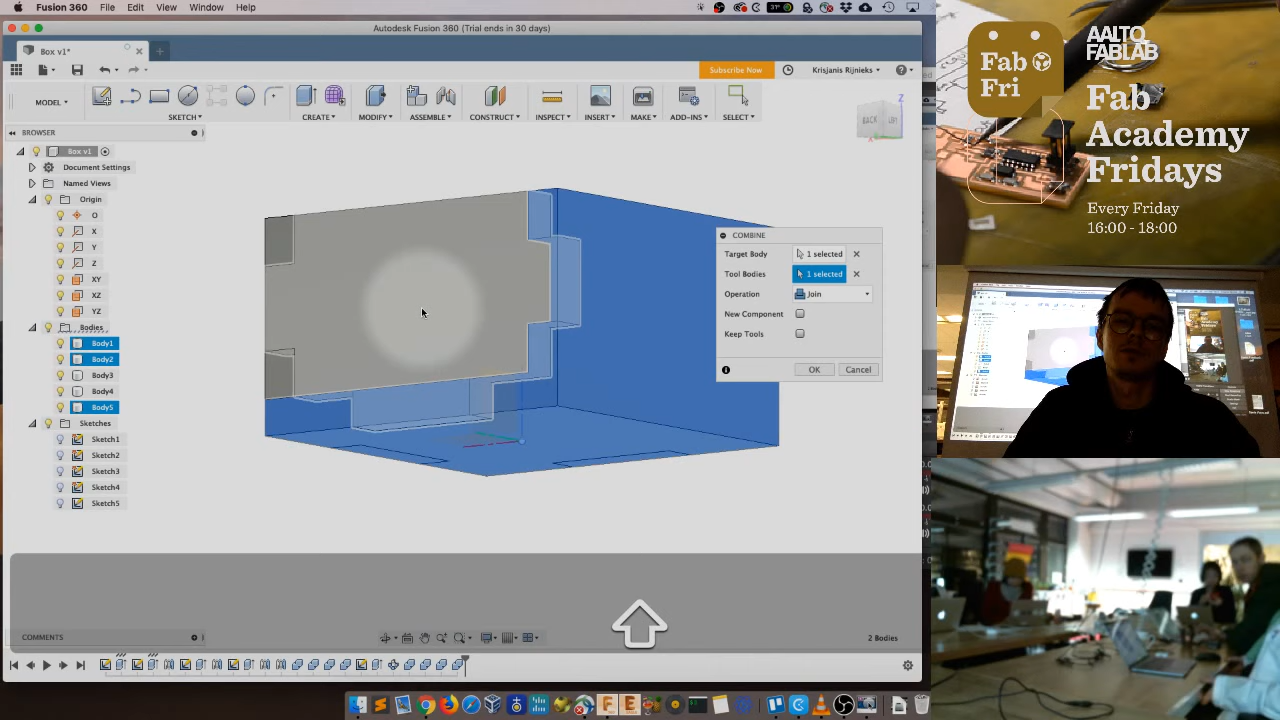 Fusion 360 File Edit View Window Help
31°
Autodesk Fusion 360 (Trial ends in 30 days)
Box v1*
Subscribe Now
Krisjanis Rijnieks
MODEL
SKETCH
CREATE
MODIFY
ASSEMBLE
CONSTRUCT
INSPECT
INSERT
MAKE
ADD-INS
SELECT
BROWSER
Box v1
Document Settings
Named Views
Origin
O
X
Y
Z
XY
XZ
YZ
Bodies
Body1
Body2
Body3
Body4
Body5
Sketches
Sketch1
Sketch2
Sketch3
Sketch4
Sketch5
BACK
Z
X
COMBINE
Target Body 1 selected
Tool Bodies 1 selected
Operation Join
New Component
Keep Tools
OK Cancel
COMMENTS
2 Bodies
Fab
Fri
AALTO
FABLAB
Fab
Academy
Fridays
Every Friday
16:00 - 18:00